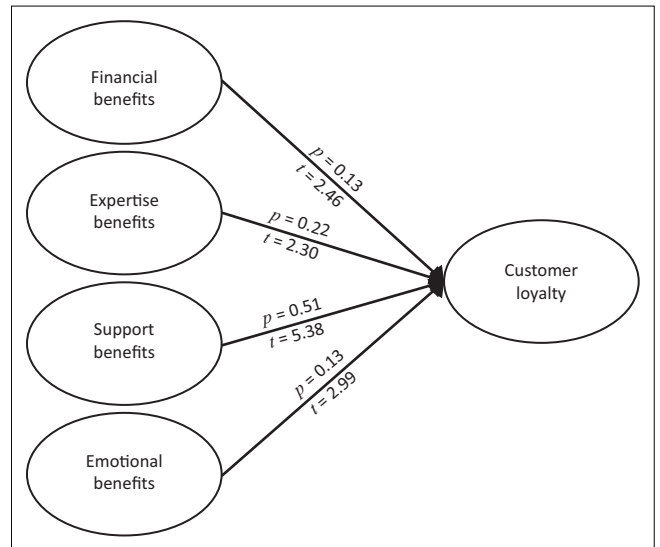 Financial
benefits
p = 0.13
t = 2.46
Expertise
benefits
p = 0.22
t = 2.30
Customer
loyalty
Support
benefits
p = 0.51
t = 5.38
Emotional
benefits
p = 0.13
t = 2.99